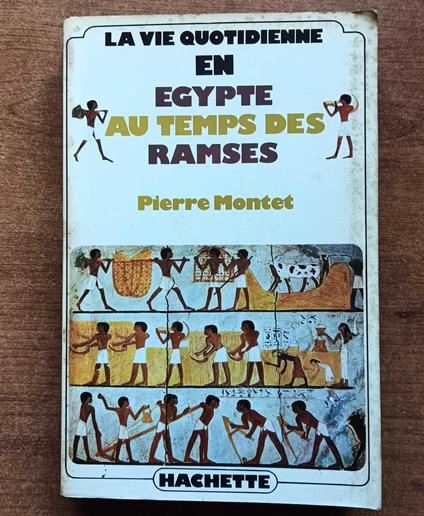 LA VIE QUOTIDIENNE
EN
EGYPTE
AU TEMPS DES
RAMSES
Pierre Montet
HACHETTE